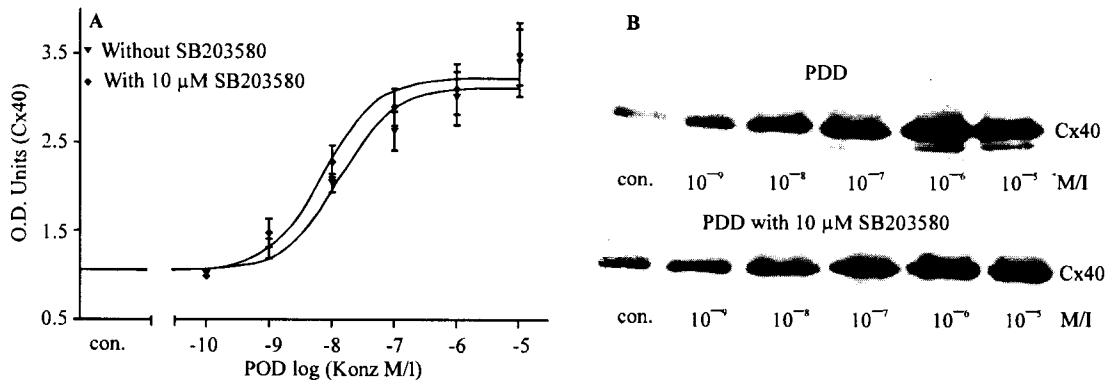 A
Without SB203580
With 10 μM SB203580
O.D. Units (Cx40)
3.5
2.5
1.5
0.5
con. -10 -9 -8 -7 -6 -5
POD log (Konz M/l)
B
PDD
Cx40
con. 10⁻⁹ 10⁻⁸ 10⁻⁷ 10⁻⁶ 10⁻⁵ M/I
PDD with 10 μM SB203580
Cx40
con. 10⁻⁹ 10⁻⁸ 10⁻⁷ 10⁻⁶ 10⁻⁵ M/I